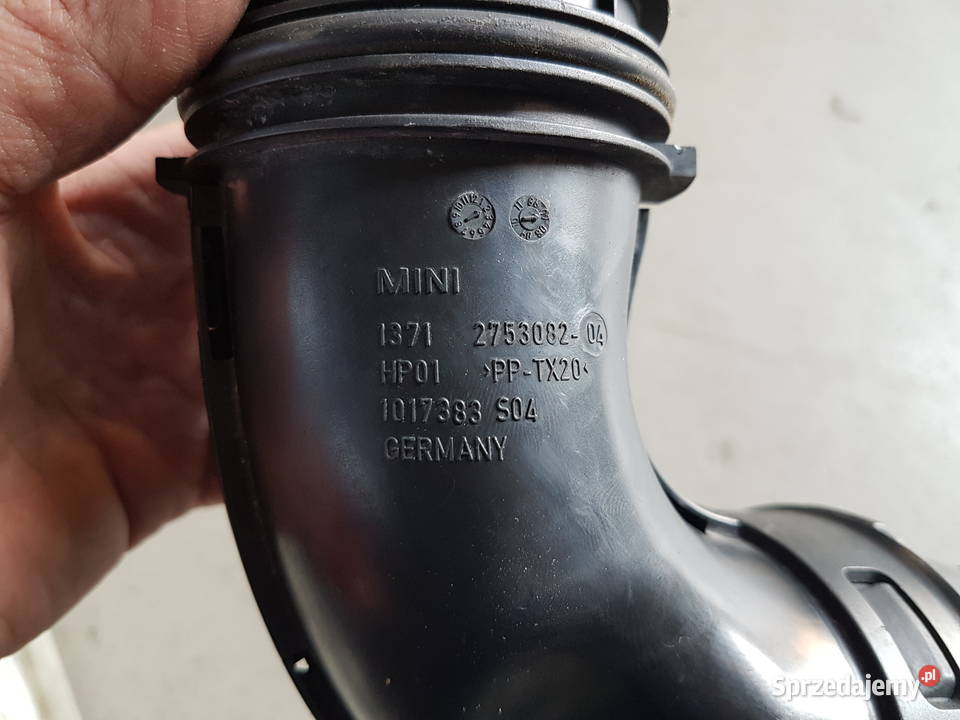 MINI
1371 2753082-04
HP01 >PP-TX20<
1017383 S04
GERMANY
Sprzedajemy.pl